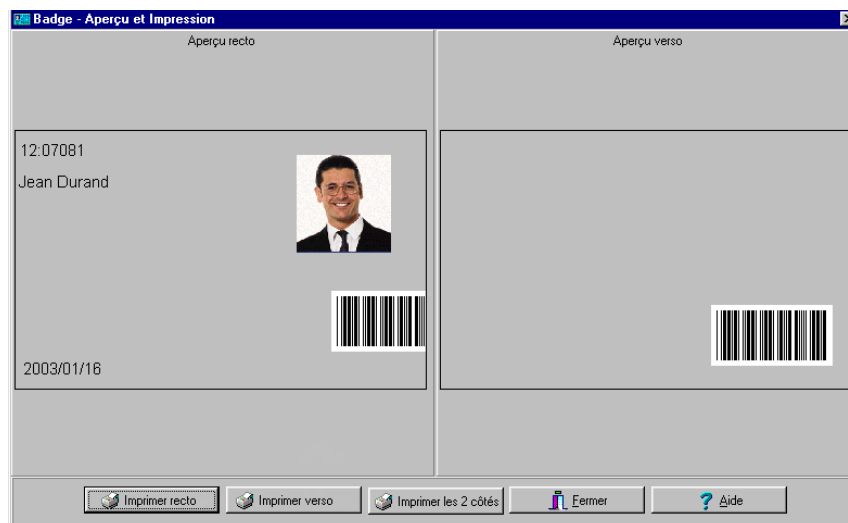 Badge - Aperçu et Impression
Aperçu recto
Aperçu verso
12:07081
Jean Durand
2003/01/16
Imprimer recto
Imprimer verso
Imprimer les 2 côtés
Fermer
Aide